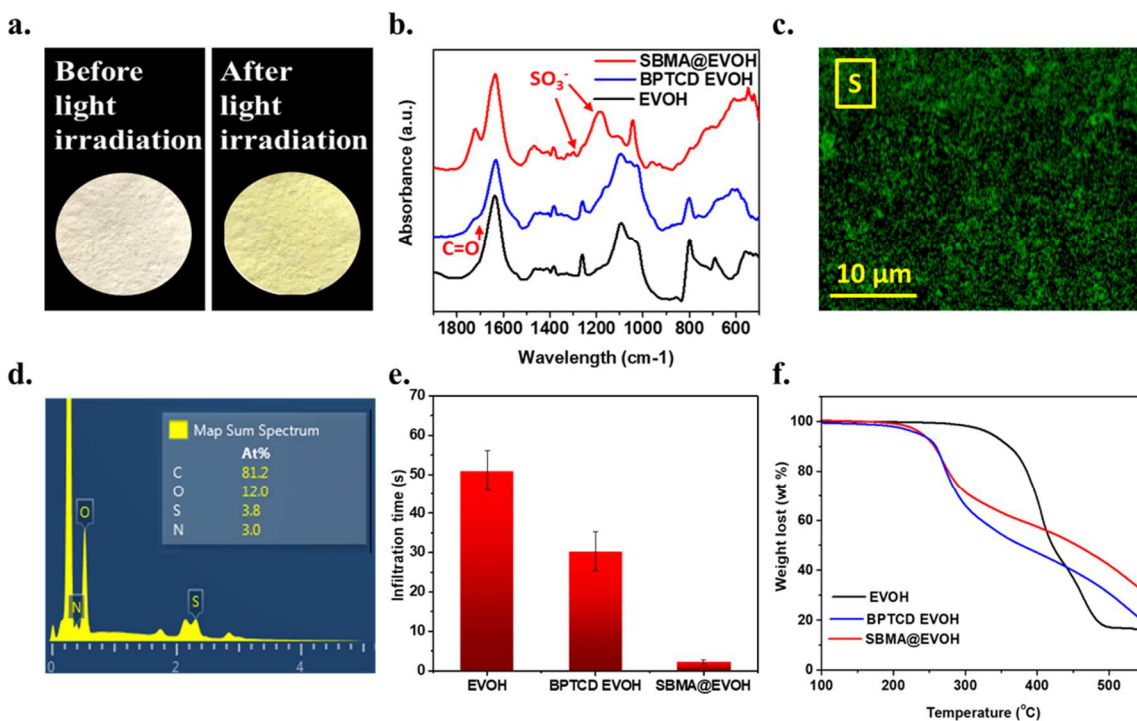 a.
Before
light
irradiation
After
light
irradiation
b.
SBMA@EVOH
BPTCD EVOH
EVOH
SO3-
C=O
Absorbance (a.u.)
1800 1600 1400 1200 1000 800 600
Wavelength (cm-1)
c.
S
10 µm
d.
Map Sum Spectrum
At%
C 81.2
O 12.0
S 3.8
N 3.0
O
N
S
0 2 4
e.
Infiltration time (s)
70
60
50
40
30
20
10
0
EVOH BPTCD EVOH SBMA@EVOH
f.
Weight lost (wt %)
100
80
60
40
20
0
EVOH
BPTCD EVOH
SBMA@EVOH
100 200 300 400 500
Temperature (°C)